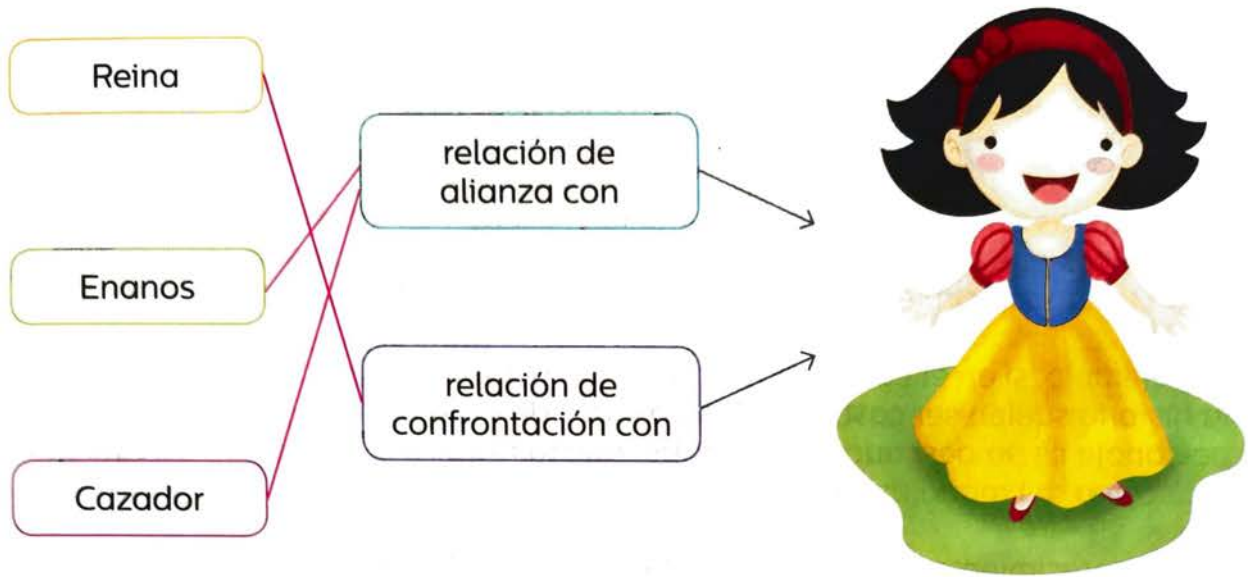 Reina
relación de
alianza con
Enanos
relación de
confrontación con
Cazador